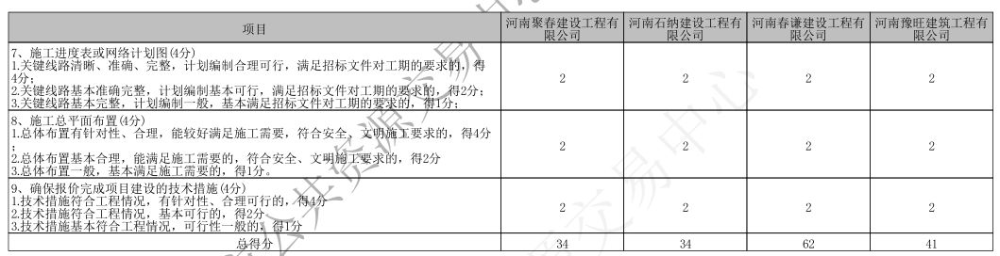 项目 河南聚春建设工程有限公司 河南石纳建设工程有限公司 河南春谦建设工程有限公司 河南豫旺建筑工程有限公司
7、施工进度表或网络计划图(4分)
1.关键线路清晰、准确、完整，计划编制合理可行，满足招标文件对工期的要求的，得
4分；
2.关键线路基本准确完整，计划编制基本可行，满足招标文件对工期的要求的，得2分；
3.关键线路基本完整，计划编制一般，基本满足招标文件对工期的要求的，得1分；
2 2 2 2
8、施工总平面布置(4分)
1.总体布置有针对性、合理，能较好满足施工需要，符合安全、文明施工要求的，得4分
；
2.总体布置基本合理，能满足施工需要的，符合安全、文明施工要求的，得2分
3.总体布置一般，基本满足施工需要的，得1分。
2 2 2 2
9、确保报价完成项目建设的技术措施(4分)
1.技术措施符合工程情况，有针对性、合理可行的，得4分
2.技术措施符合工程情况，基本可行的，得2分
3.技术措施基本符合工程情况，可行性一般的，得1分
2 2 2 2
总得分 34 34 62 41
公共资源交易中
交易中心